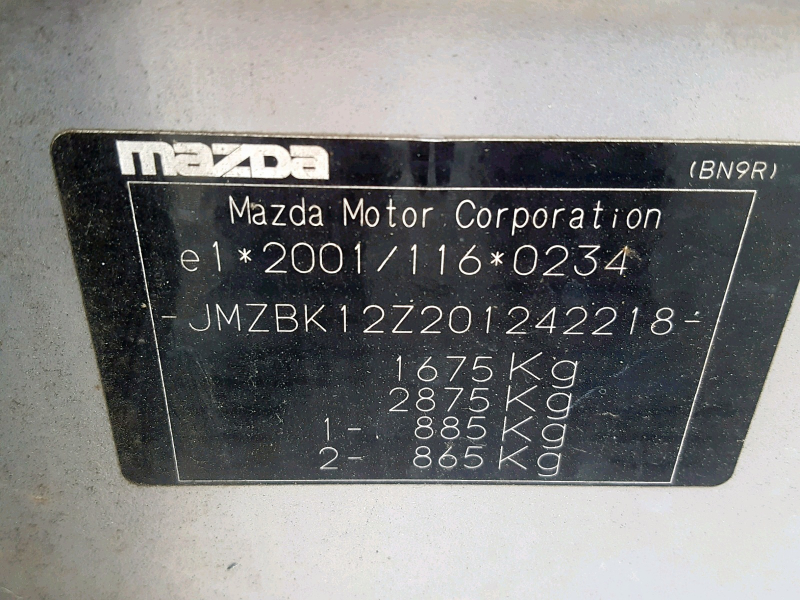 mazda (BN9R)
Mazda Motor Corporation
e1*2001/116*0234
-JMZBK12Z201242218-
1675Kg
2875Kg
1- 885Kg
2- 865Kg